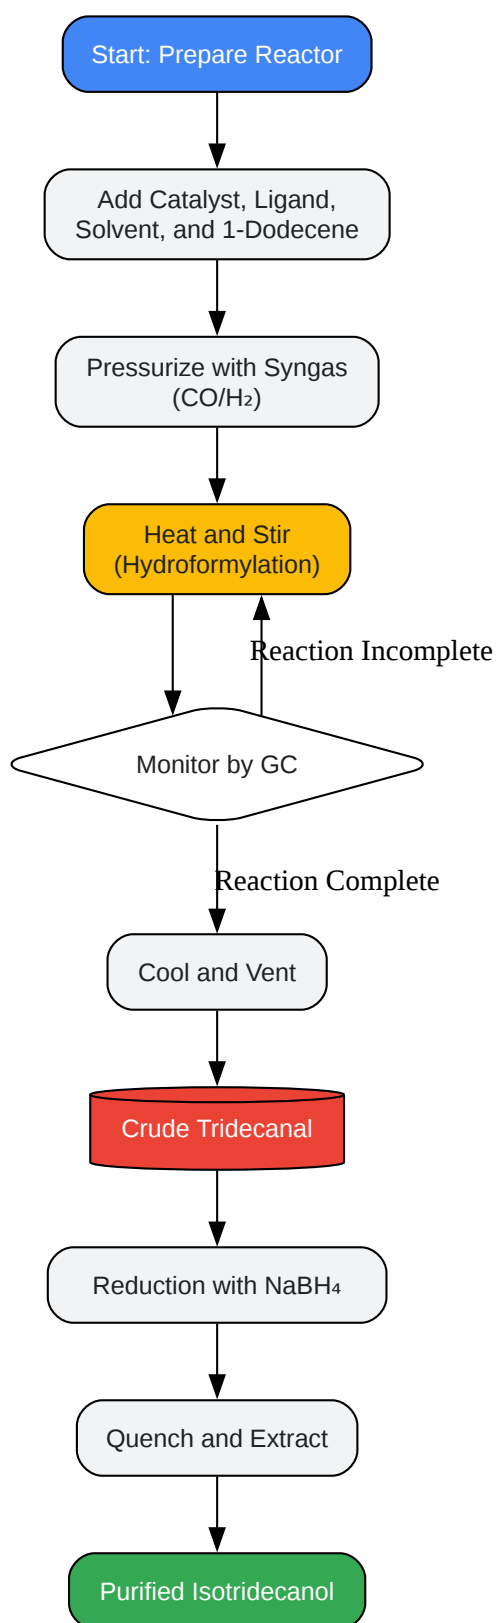 Start: Prepare Reactor
Add Catalyst, Ligand,
Solvent, and 1-Dodecene
Pressurize with Syngas
(CO/H₂)
Heat and Stir
(Hydroformylation)
Reaction Incomplete
Monitor by GC
Reaction Complete
Cool and Vent
Crude Tridecanal
Reduction with NaBH₄
Quench and Extract
Purified Isotridecanol